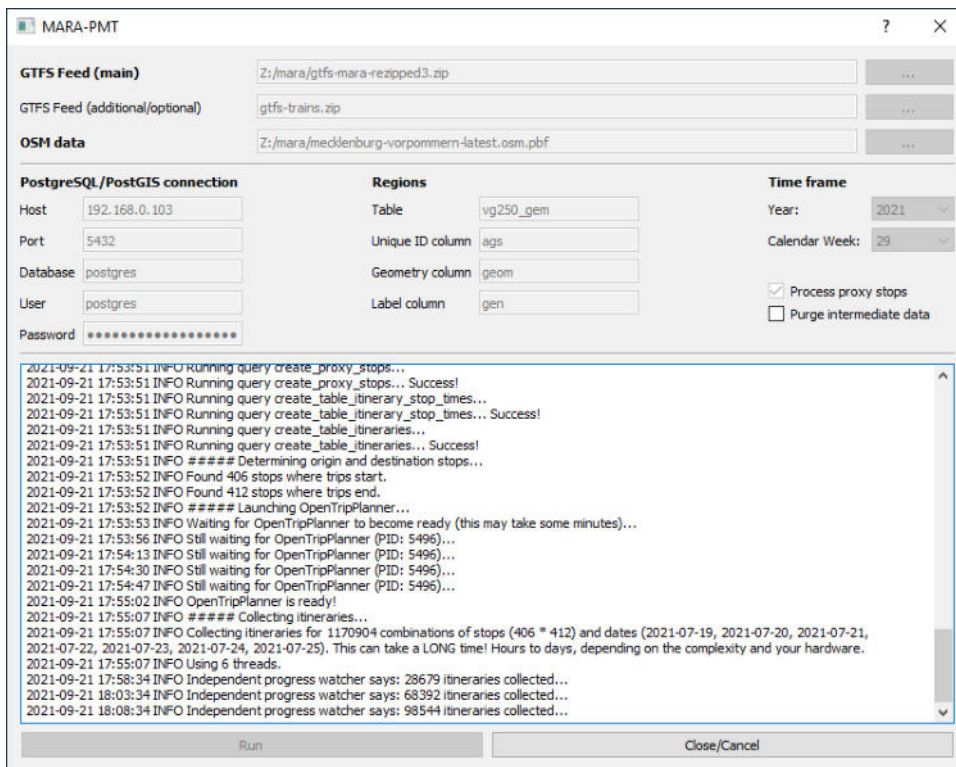 MARA-PMT
? ×
GTFS Feed (main) Z:/mara/gtfs-mara-rezipped3.zip ...
GTFS Feed (additional/optional) gtfs-trains.zip ...
OSM data Z:/mara/mecklenburg-vorpommern-latest.osm.pbf ...
PostgreSQL/PostGIS connection
Host 192.168.0.103
Port 5432
Database postgres
User postgres
Password ●●●●●●●●●●●●●●●●●●
Regions
Table vg250_gem
Unique ID column ags
Geometry column geom
Label column gen
Time frame
Year: 2021
Calendar Week: 29
Process proxy stops
Purge intermediate data
2021-09-21 17:53:51 INFO Running query create_proxy_stops...
2021-09-21 17:53:51 INFO Running query create_proxy_stops... Success!
2021-09-21 17:53:51 INFO Running query create_table_itinerary_stop_times...
2021-09-21 17:53:51 INFO Running query create_table_itinerary_stop_times... Success!
2021-09-21 17:53:51 INFO Running query create_table_itineraries...
2021-09-21 17:53:51 INFO Running query create_table_itineraries... Success!
2021-09-21 17:53:51 INFO ##### Determining origin and destination stops...
2021-09-21 17:53:52 INFO Found 406 stops where trips start.
2021-09-21 17:53:52 INFO Found 412 stops where trips end.
2021-09-21 17:53:52 INFO ##### Launching OpenTripPlanner...
2021-09-21 17:53:53 INFO Waiting for OpenTripPlanner to become ready (this may take some minutes)...
2021-09-21 17:53:56 INFO Still waiting for OpenTripPlanner (PID: 5496)...
2021-09-21 17:54:13 INFO Still waiting for OpenTripPlanner (PID: 5496)...
2021-09-21 17:54:30 INFO Still waiting for OpenTripPlanner (PID: 5496)...
2021-09-21 17:54:47 INFO Still waiting for OpenTripPlanner (PID: 5496)...
2021-09-21 17:55:02 INFO OpenTripPlanner is ready!
2021-09-21 17:55:07 INFO ##### Collecting itineraries...
2021-09-21 17:55:07 INFO Collecting itineraries for 1170904 combinations of stops (406 * 412) and dates (2021-07-19, 2021-07-20, 2021-07-21,
2021-07-22, 2021-07-23, 2021-07-24, 2021-07-25). This can take a LONG time! Hours to days, depending on the complexity and your hardware.
2021-09-21 17:55:07 INFO Using 6 threads.
2021-09-21 17:58:34 INFO Independent progress watcher says: 28679 itineraries collected...
2021-09-21 18:03:34 INFO Independent progress watcher says: 68392 itineraries collected...
2021-09-21 18:08:34 INFO Independent progress watcher says: 98544 itineraries collected...
Run
Close/Cancel